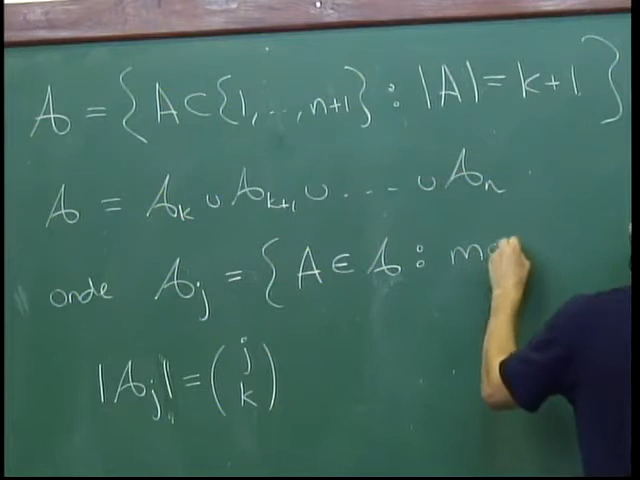 𝒜 = { A ⊂ {1, ..., n+1} : |A| = k+1 }
𝒜 = 𝒜ₖ ∪ 𝒜ₖ₊₁ ∪ .... ∪ 𝒜ₙ
onde 𝒜ⱼ = { A ∈ 𝒜 : m
|𝒜ⱼ| = (j k)